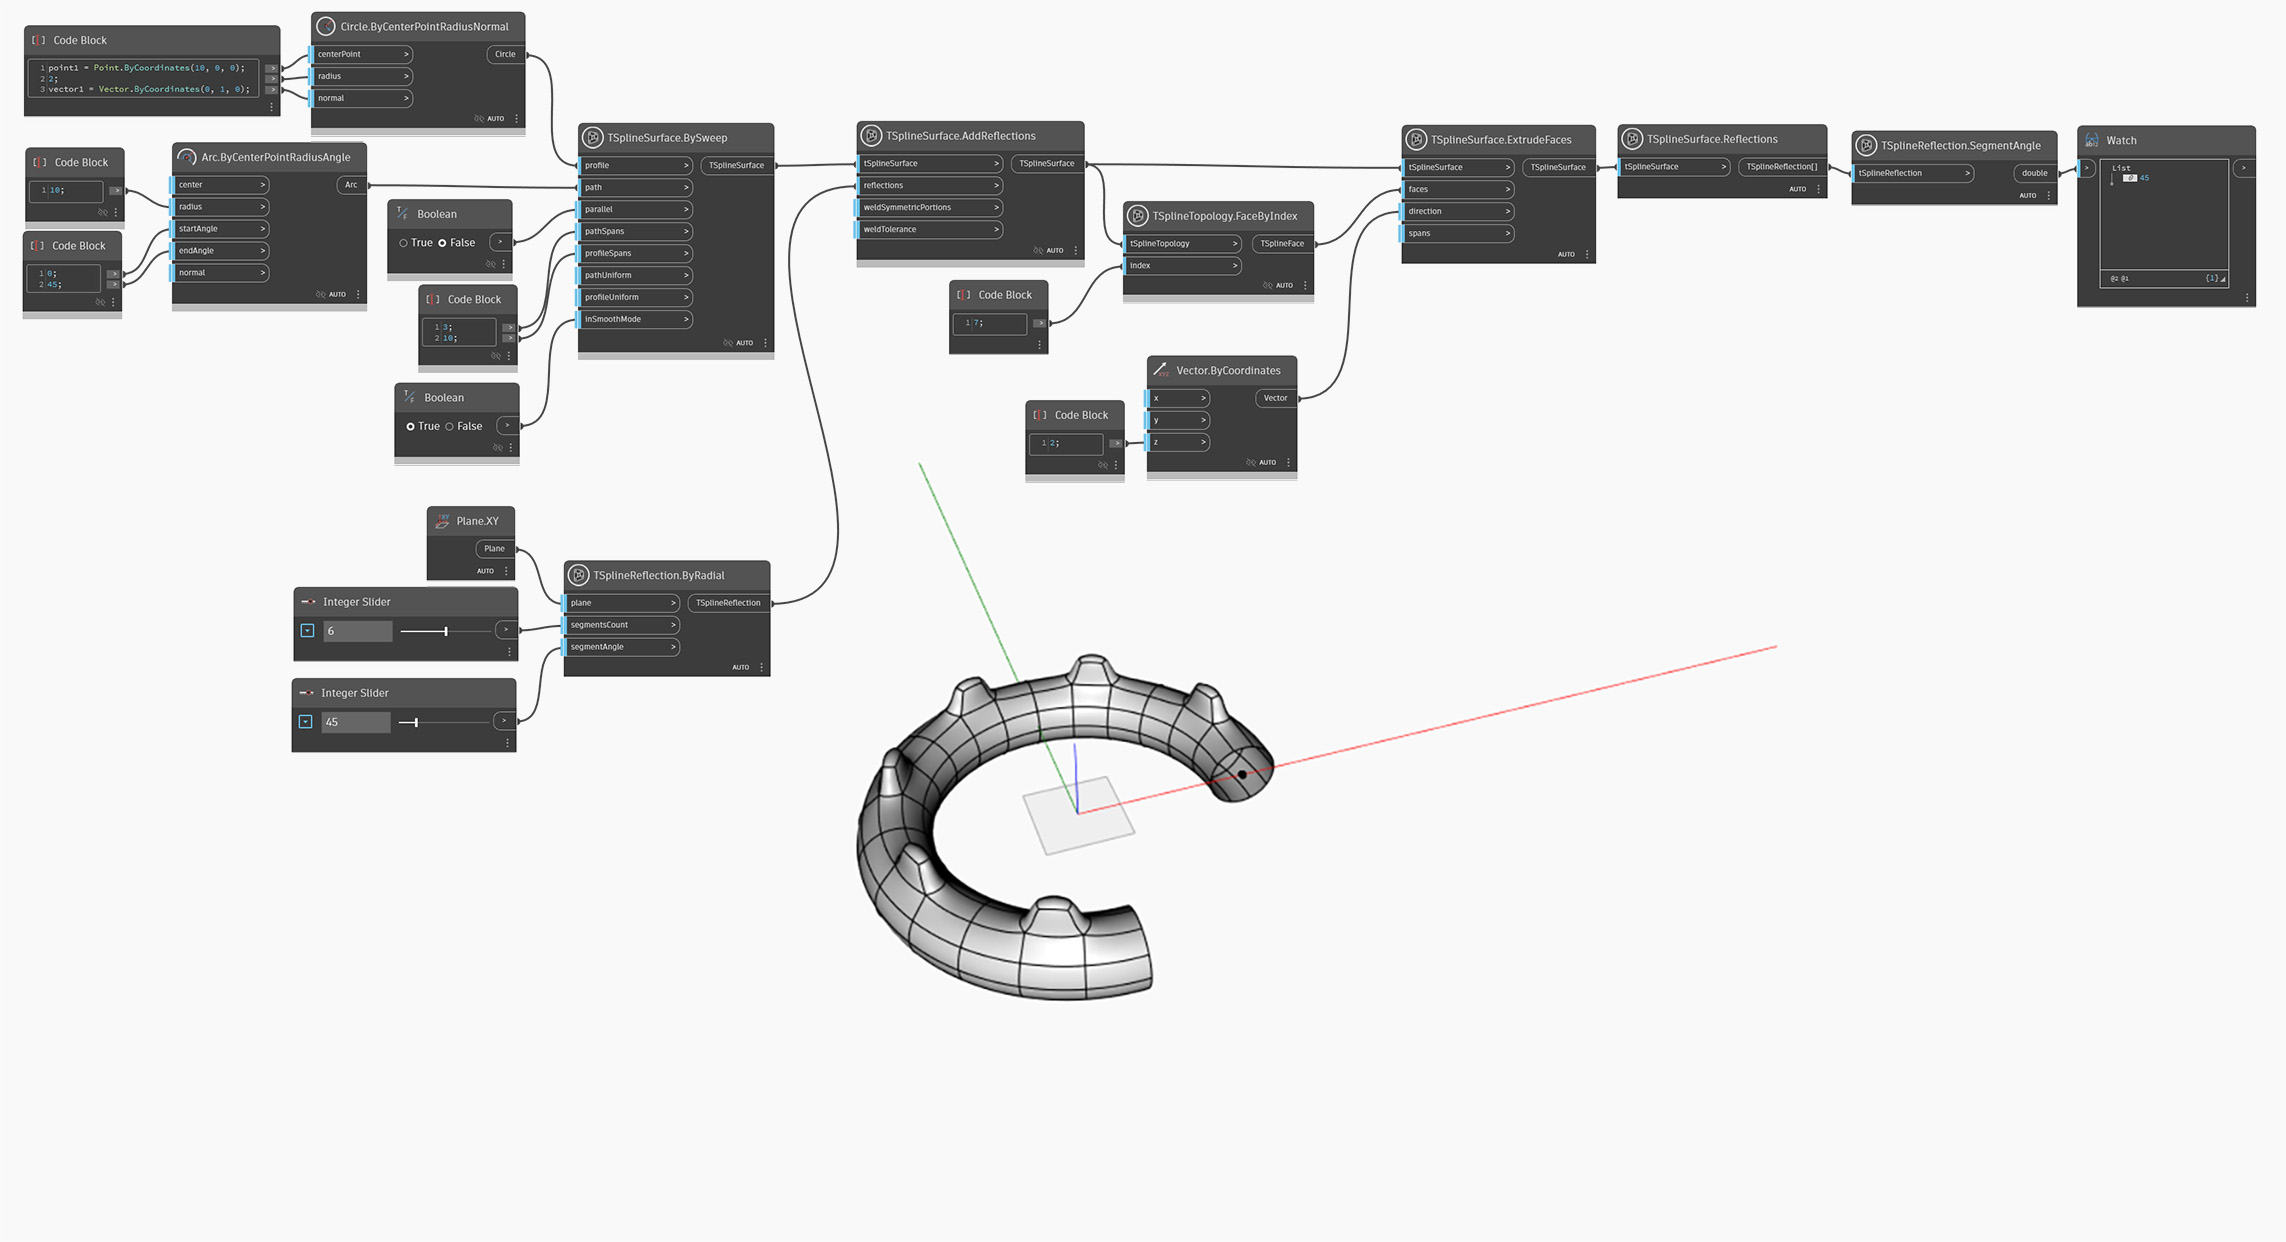 Code Block
1 point1 = Point.ByCoordinates(10, 0, 0); >
2 2; >
3 vector1 = Vector.ByCoordinates(0, 1, 0); >
Circle.ByCenterPointRadiusNormal
centerPoint > Circle
radius >
normal >
AUTO
Code Block
1 10; >
Code Block
1 0; >
2 45; >
Arc.ByCenterPointRadiusAngle
center > Arc
radius >
startAngle >
endAngle >
normal >
AUTO
T/F Boolean
True False >
Code Block
1 3; >
2 10; >
T/F Boolean
True False >
TSplineSurface.BySweep
profile > TSplineSurface
path >
parallel >
pathSpans >
profileSpans >
pathUniform >
profileUniform >
inSmoothMode >
AUTO
Plane.XY
Plane
AUTO
Integer Slider
6 >
Integer Slider
45 >
TSplineReflection.ByRadial
plane > TSplineReflection
segmentsCount >
segmentAngle >
AUTO
TSplineSurface.AddReflections
tSplineSurface > TSplineSurface
reflections >
weldSymmetricPortions >
weldTolerance >
AUTO
Code Block
1 7; >
TSplineTopology.FaceByIndex
tSplineTopology > TSplineFace
index >
AUTO
Code Block
1 2; >
XYZ Vector.ByCoordinates
x > Vector
y >
z >
AUTO
TSplineSurface.ExtrudeFaces
tSplineSurface > TSplineSurface
faces >
direction >
spans >
AUTO
TSplineSurface.Reflections
tSplineSurface > TSplineReflection[]
AUTO
TSplineReflection.SegmentAngle
tSplineReflection > double
AUTO
Watch
> >
List
0 45
@2 @1 {1}